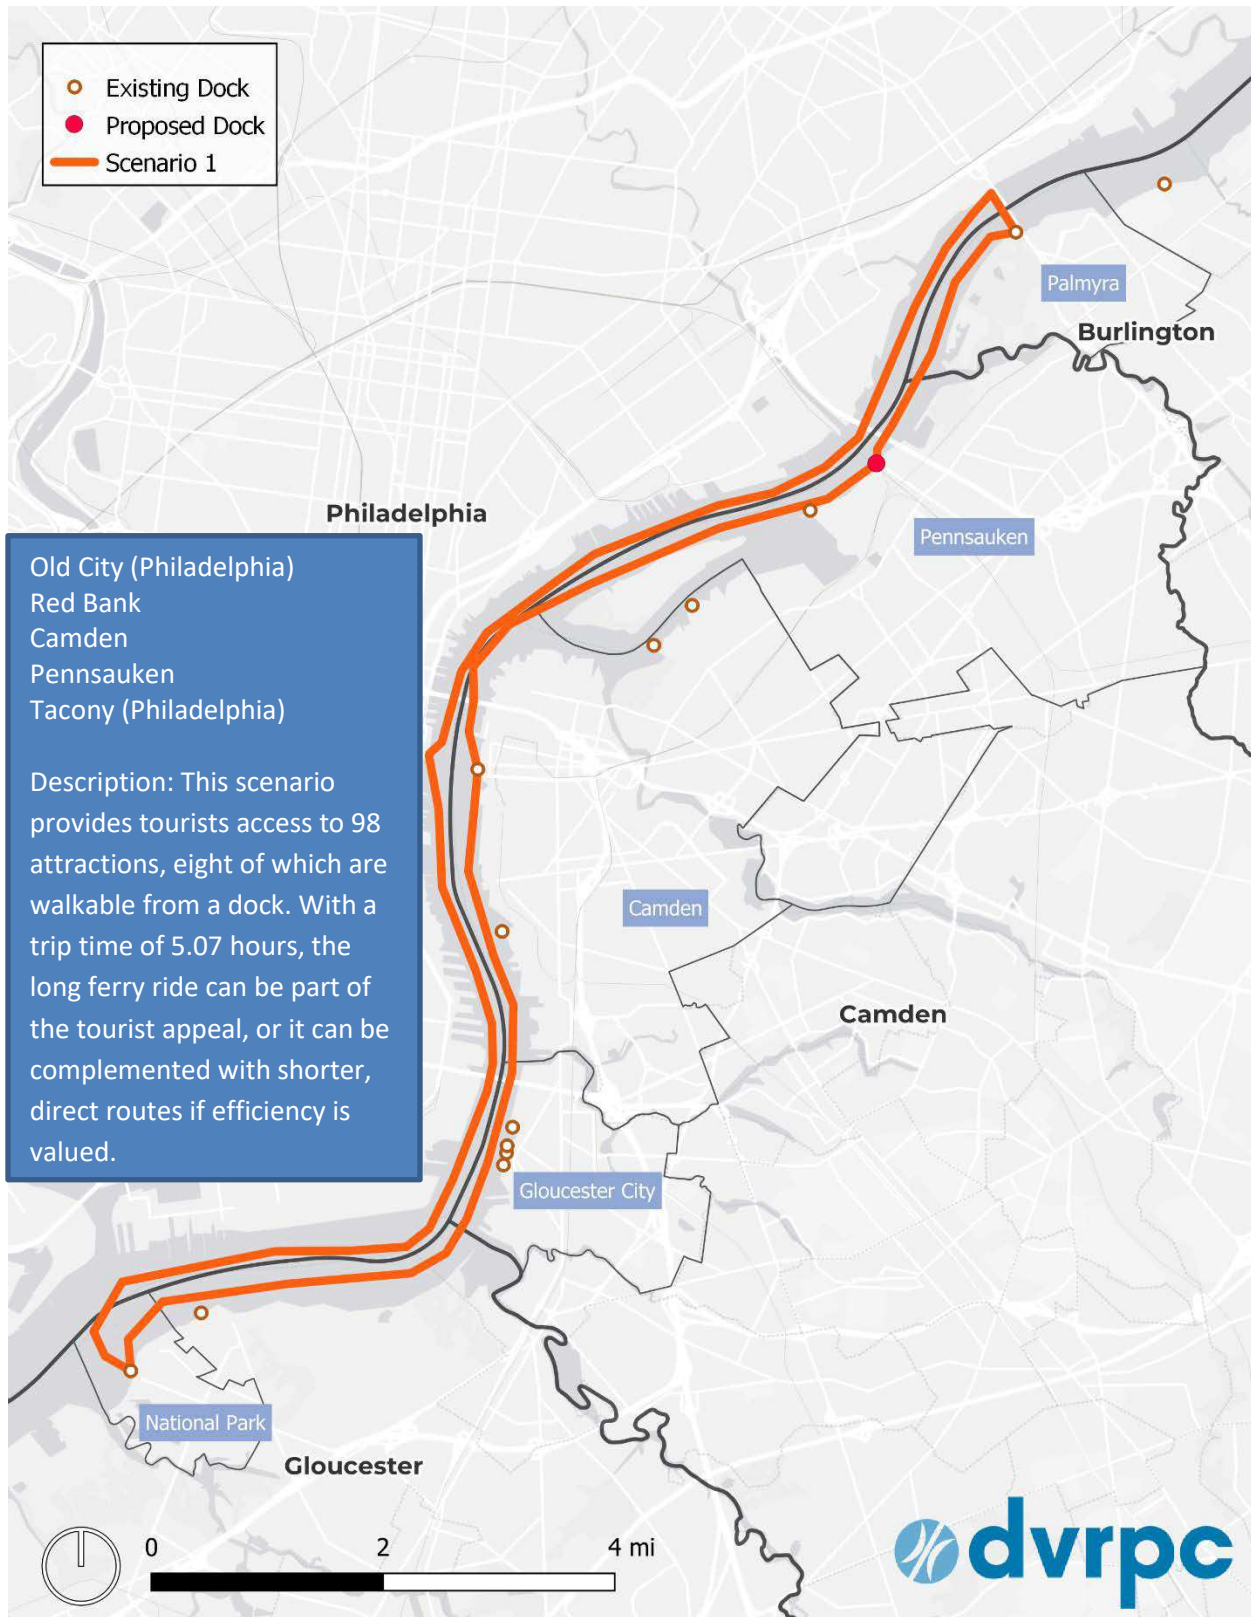 Existing Dock
Proposed Dock
Scenario 1
Palmyra
Burlington
Philadelphia
Pennsauken
Old City (Philadelphia)
Red Bank
Camden
Pennsauken
Tacony (Philadelphia)
Description: This scenario
provides tourists access to 98
attractions, eight of which are
walkable from a dock. With a
trip time of 5.07 hours, the
long ferry ride can be part of
the tourist appeal, or it can be
complemented with shorter,
direct routes if efficiency is
valued.
Camden
Camden
Gloucester City
National Park
Gloucester
0 2 4 mi
dvrpc